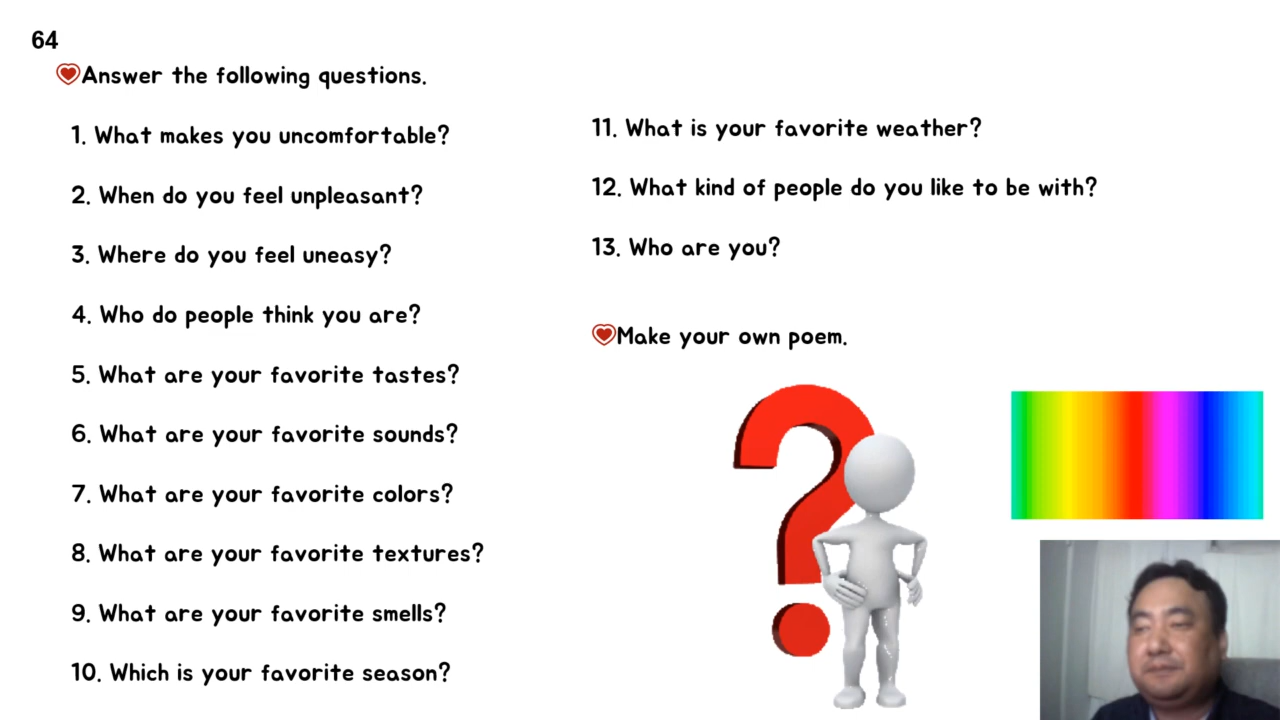 64
Answer the following questions.
1. What makes you uncomfortable?
2. When do you feel unpleasant?
3. Where do you feel uneasy?
4. Who do people think you are?
5. What are your favorite tastes?
6. What are your favorite sounds?
7. What are your favorite colors?
8. What are your favorite textures?
9. What are your favorite smells?
10. Which is your favorite season?
11. What is your favorite weather?
12. What kind of people do you like to be with?
13. Who are you?
Make your own poem.